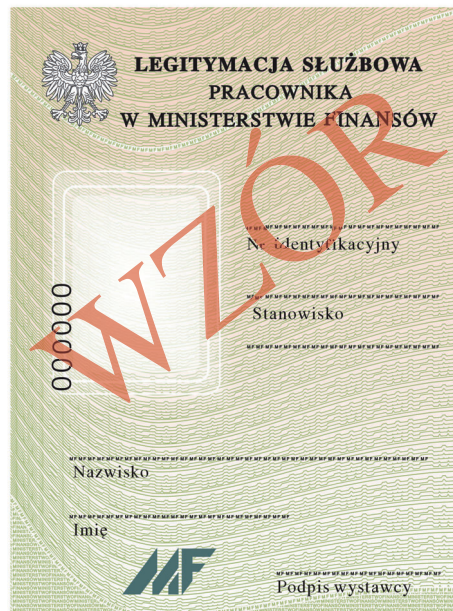 LEGITYMACJA SŁUŻBOWA
PRACOWNIKA
W MINISTERSTWIE FINANSÓW
WZÓR
Nr identyfikacyjny
Stanowisko
000000
Nazwisko
Imię
MF
Podpis wystawcy